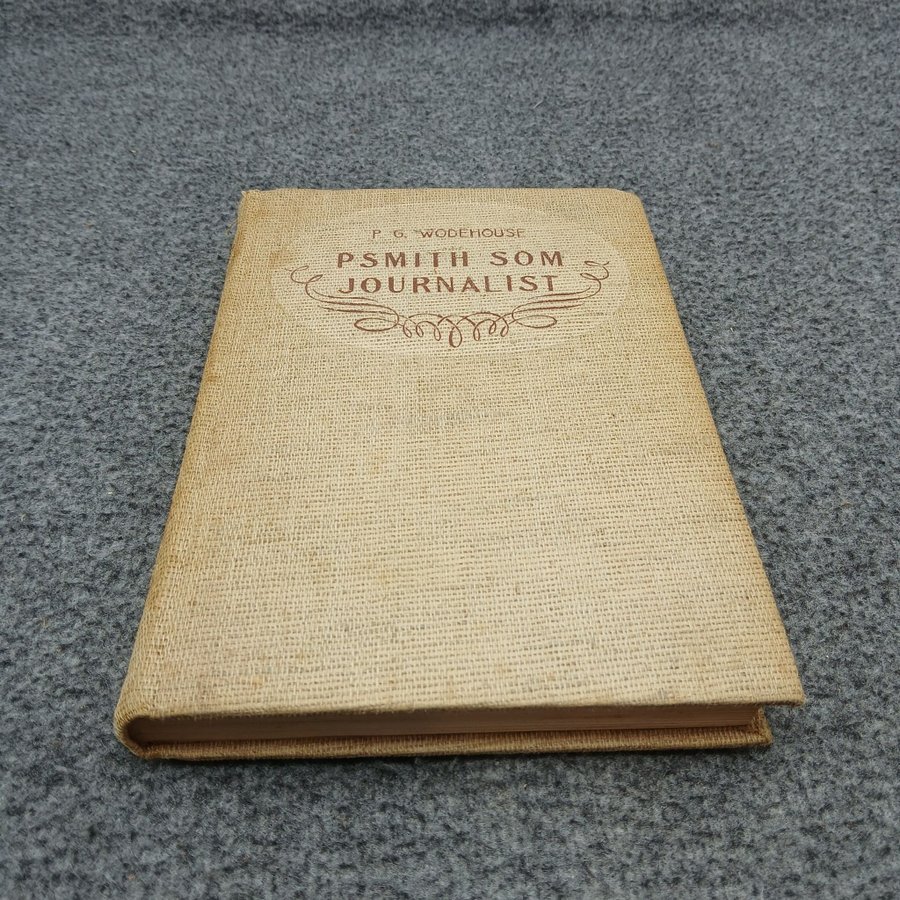 P. G. WODEHOUSE
PSMITH SOM
JOURNALIST